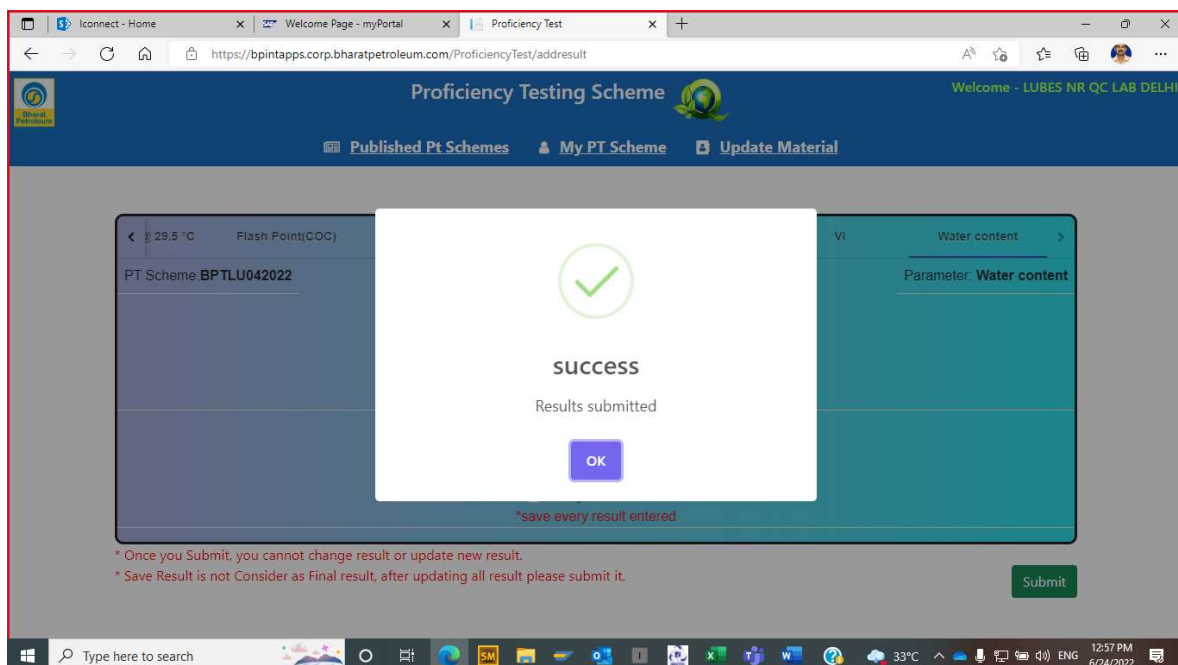 Iconnect - Home
Welcome Page - myPortal
Proficiency Test
https://bpintapps.corp.bharatpetroleum.com/ProficiencyTest/addresult
Bharat
Petroleum
Proficiency Testing Scheme
Welcome - LUBES NR QC LAB DELHI
Published Pt Schemes
My PT Scheme
Update Material
29.5 °C
Flash Point(COC)
VI
Water content
PT Scheme:BPTLU042022
Parameter: Water content
success
Results submitted
OK
*save every result entered
* Once you Submit, you cannot change result or update new result.
* Save Result is not Consider as Final result, after updating all result please submit it.
Submit
Type here to search
SM
33°C
ENG
12:57 PM
6/24/2022